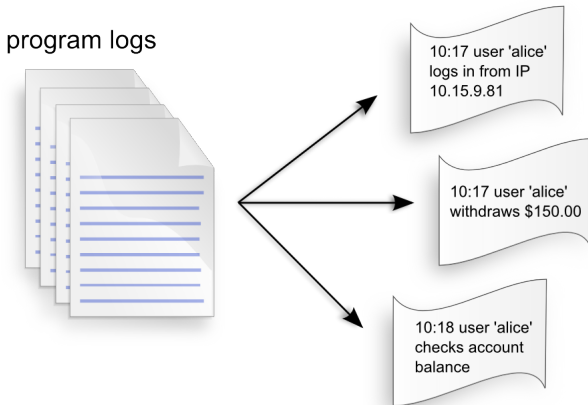 program logs
10:17 user 'alice'
logs in from IP
10.15.9.81
10:17 user 'alice'
withdraws $150.00
10:18 user 'alice'
checks account
balance